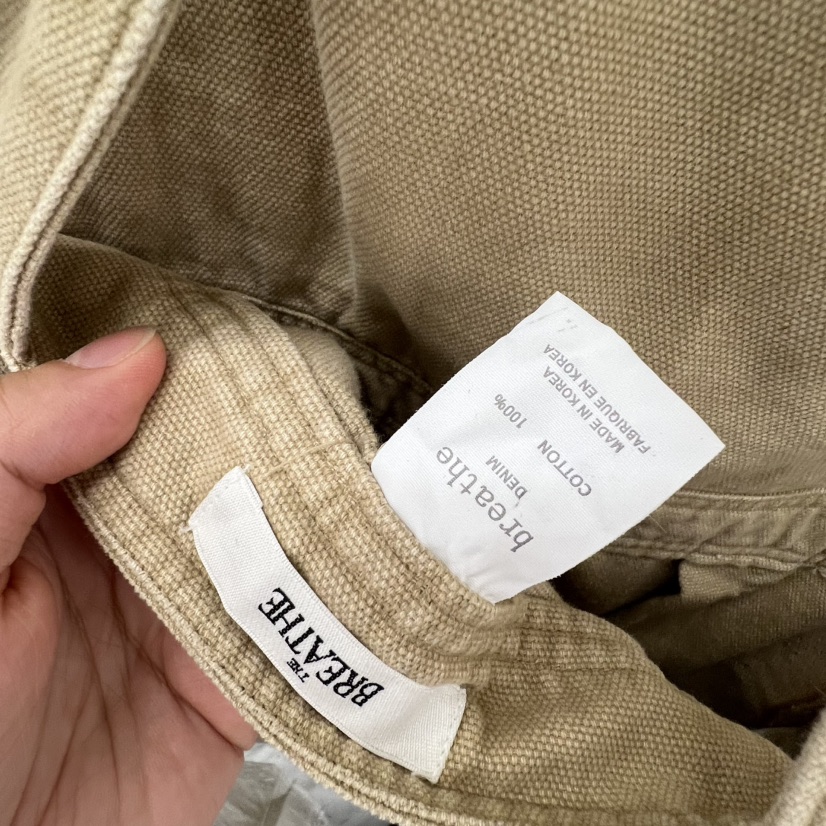 breathe
DENIM
COTTON 100%
MADE IN KOREA
FABRIQUE EN KOREA
THE
BREATHE